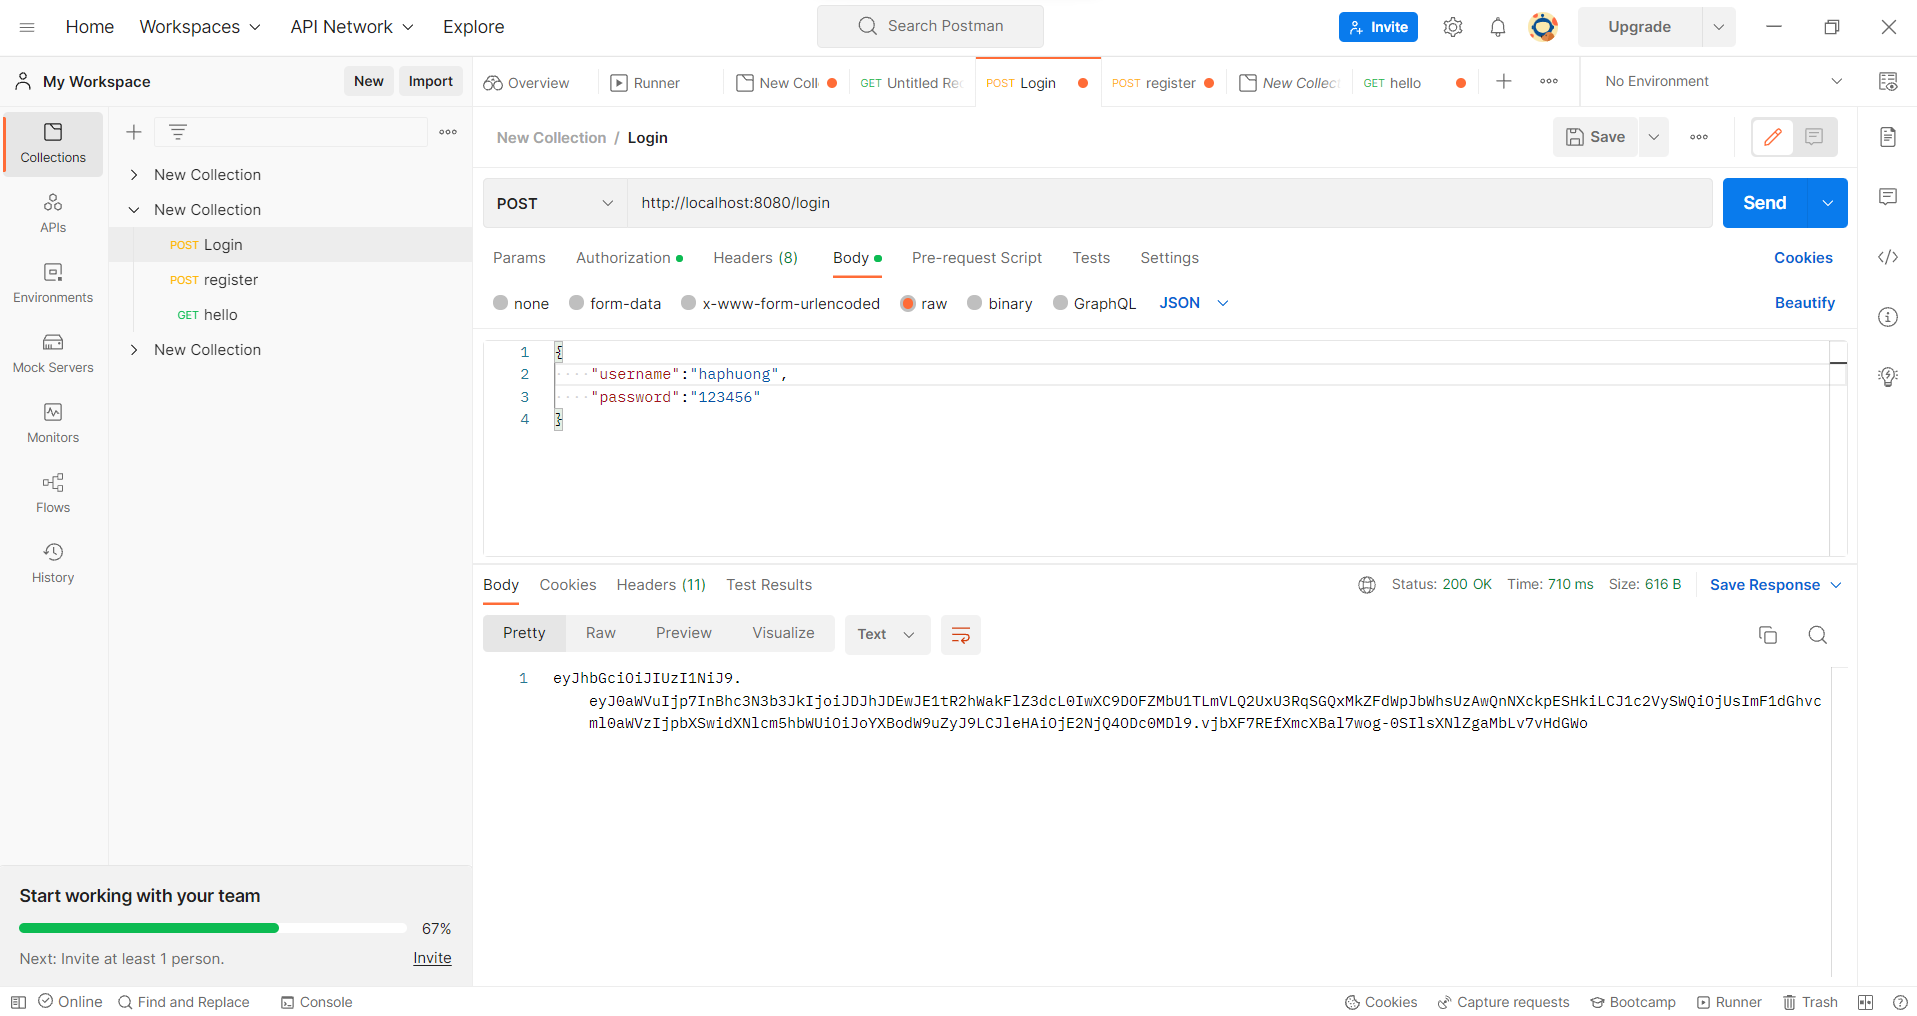 Home Workspaces API Network Explore Search Postman Invite Upgrade
My Workspace New Import Overview Runner New Coll GET Untitled Rec POST Login POST register New Collect GET hello No Environment
New Collection / Login Save
Collections
New Collection
New Collection
POST Login
POST register
GET hello
New Collection
APIs
Environments
Mock Servers
Monitors
Flows
History
POST http://localhost:8080/login Send
Params Authorization Headers (8) Body Pre-request Script Tests Settings Cookies
none form-data x-www-form-urlencoded raw binary GraphQL JSON Beautify
1 {
2 "username":"haphuong",
3 "password":"123456"
4 }
Body Cookies Headers (11) Test Results Status: 200 OK Time: 710 ms Size: 616 B Save Response
Pretty Raw Preview Visualize Text
1 eyJhbGciOiJIUzI1NiJ9.
eyJ0aWVuIjp7InBhc3N3b3JkIjoiJDJhJDEwJE1tR2hWakFlZ3dcL0IwXC9DOFZMbU1TLmVLQ2UxU3RqSGQxMkZFdWpJbWhsUzAwQnNXckpESHkiLCJ1c2VySWQiOjUsImF1dGhvc
ml0aWVzIjpbXSwidXNlcm5hbWUiOiJoYXBodW9uZyJ9LCJleHAiOjE2NjQ4ODc0MDl9.vjbXF7REfXmcXBal7wog-0SIlsXNlZgaMbLv7vHdGWo
Start working with your team
67%
Next: Invite at least 1 person. Invite
Online Find and Replace Console Cookies Capture requests Bootcamp Runner Trash